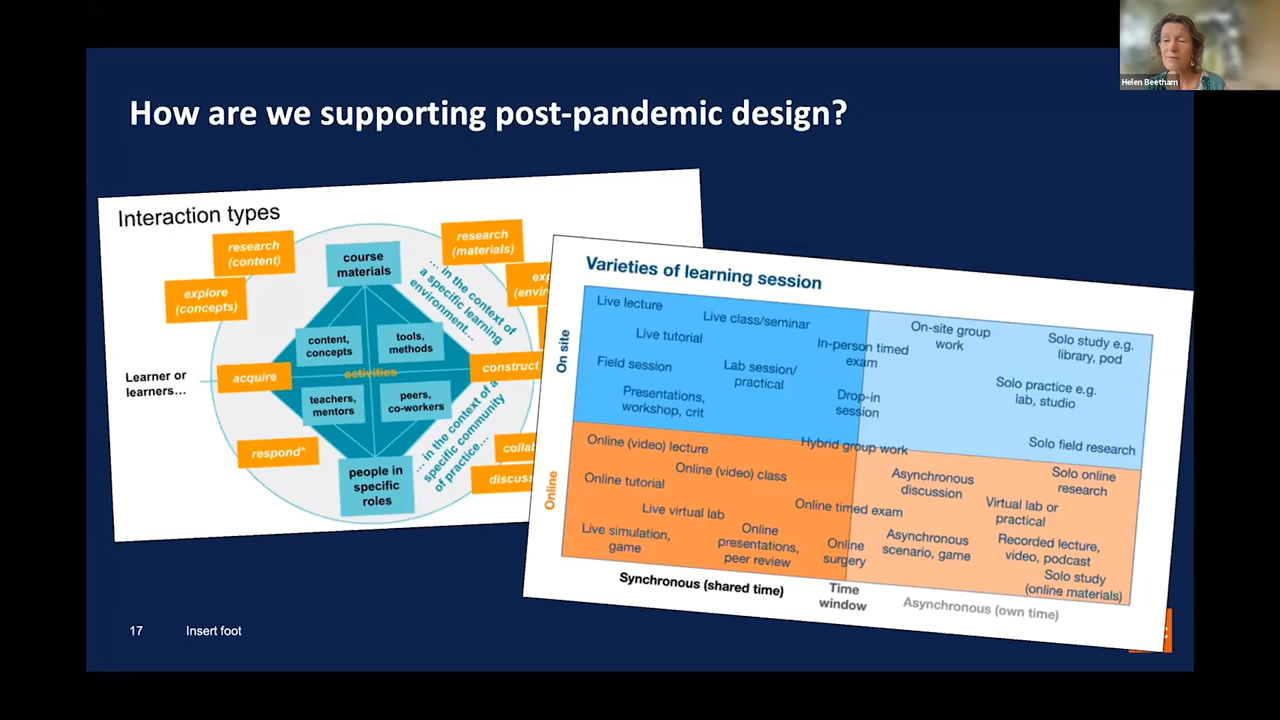 Helen Beetham
How are we supporting post-pandemic design?
Interaction types
research
(content)
explore
(concepts)
course
materials
research
(materials)
... in the context of
a specific learning
environment...
content,
concepts
tools,
methods
Learner or
learners...
acquire
activities
construct
teachers,
mentors
peers,
co-workers
respond*
people in
specific
roles
... in the context of a
specific community
of practice...
Varieties of learning session
On site
Live lecture
Live class/seminar
Live tutorial
In-person timed
exam
Field session
Lab session/
practical
Presentations,
workshop, crit
Drop-in
session
On-site group
work
Solo study e.g.
library, pod
Solo practice e.g.
lab, studio
Hybrid group work
Solo field research
Online
Online (video) lecture
Online (video) class
Online tutorial
Live virtual lab
Online timed exam
Live simulation,
game
Online
presentations,
peer review
Online
surgery
Asynchronous
discussion
Solo online
research
Virtual lab or
practical
Asynchronous
scenario, game
Recorded lecture,
video, podcast
Solo study
(online materials)
Synchronous (shared time)
Time
window
Asynchronous (own time)
17
Insert foot